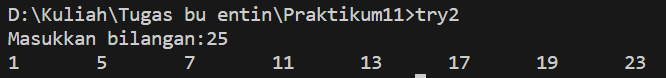 D:\Kuliah\Tugas bu entin\Praktikum11>try2
Masukkan bilangan:25
1 5 7 11 13 17 19 23